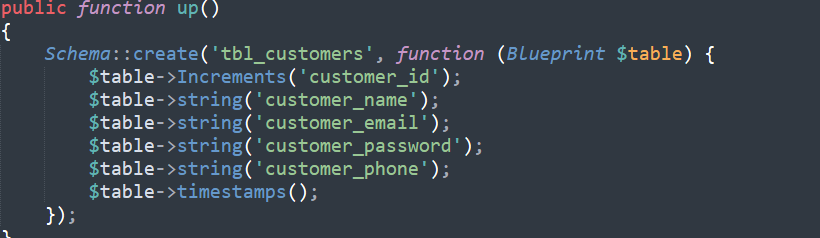 public function up()
{
Schema::create('tbl_customers', function (Blueprint $table) {
$table->Increments('customer_id');
$table->string('customer_name');
$table->string('customer_email');
$table->string('customer_password');
$table->string('customer_phone');
$table->timestamps();
});
}